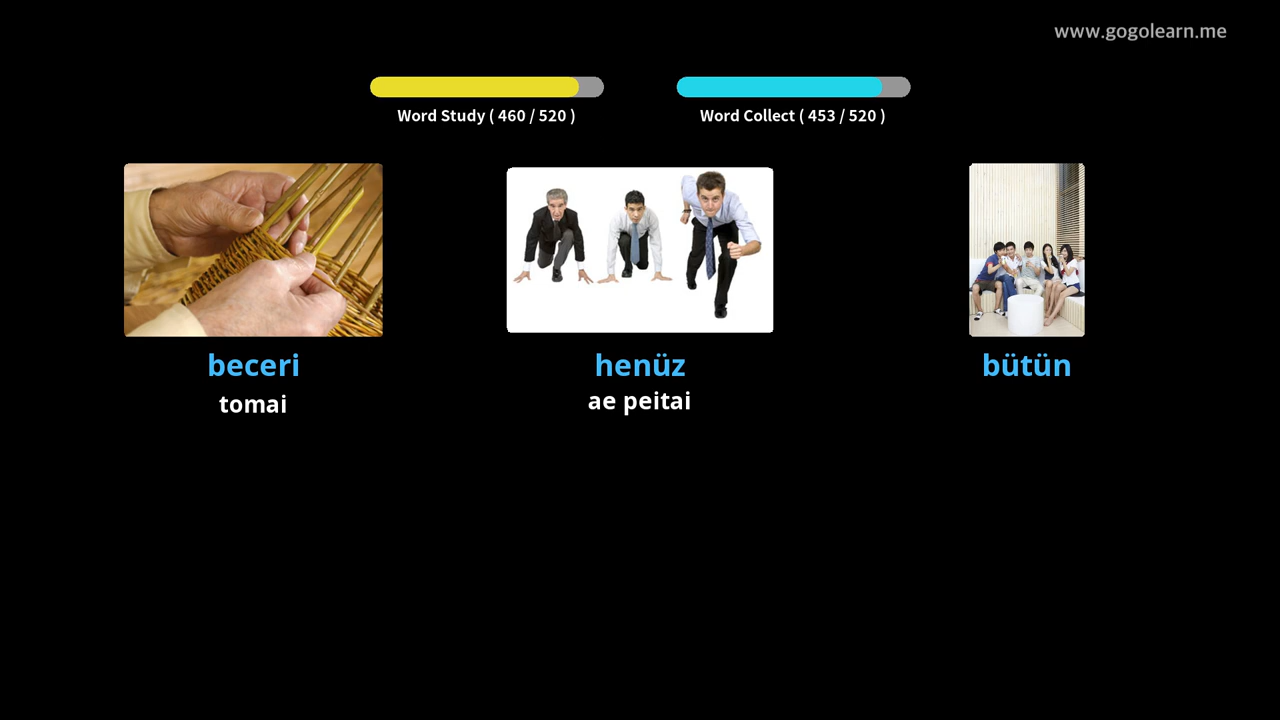 www.gogolearn.me
Word Study ( 460 / 520 )
Word Collect ( 453 / 520 )
beceri
tomai
henüz
ae peitai
bütün